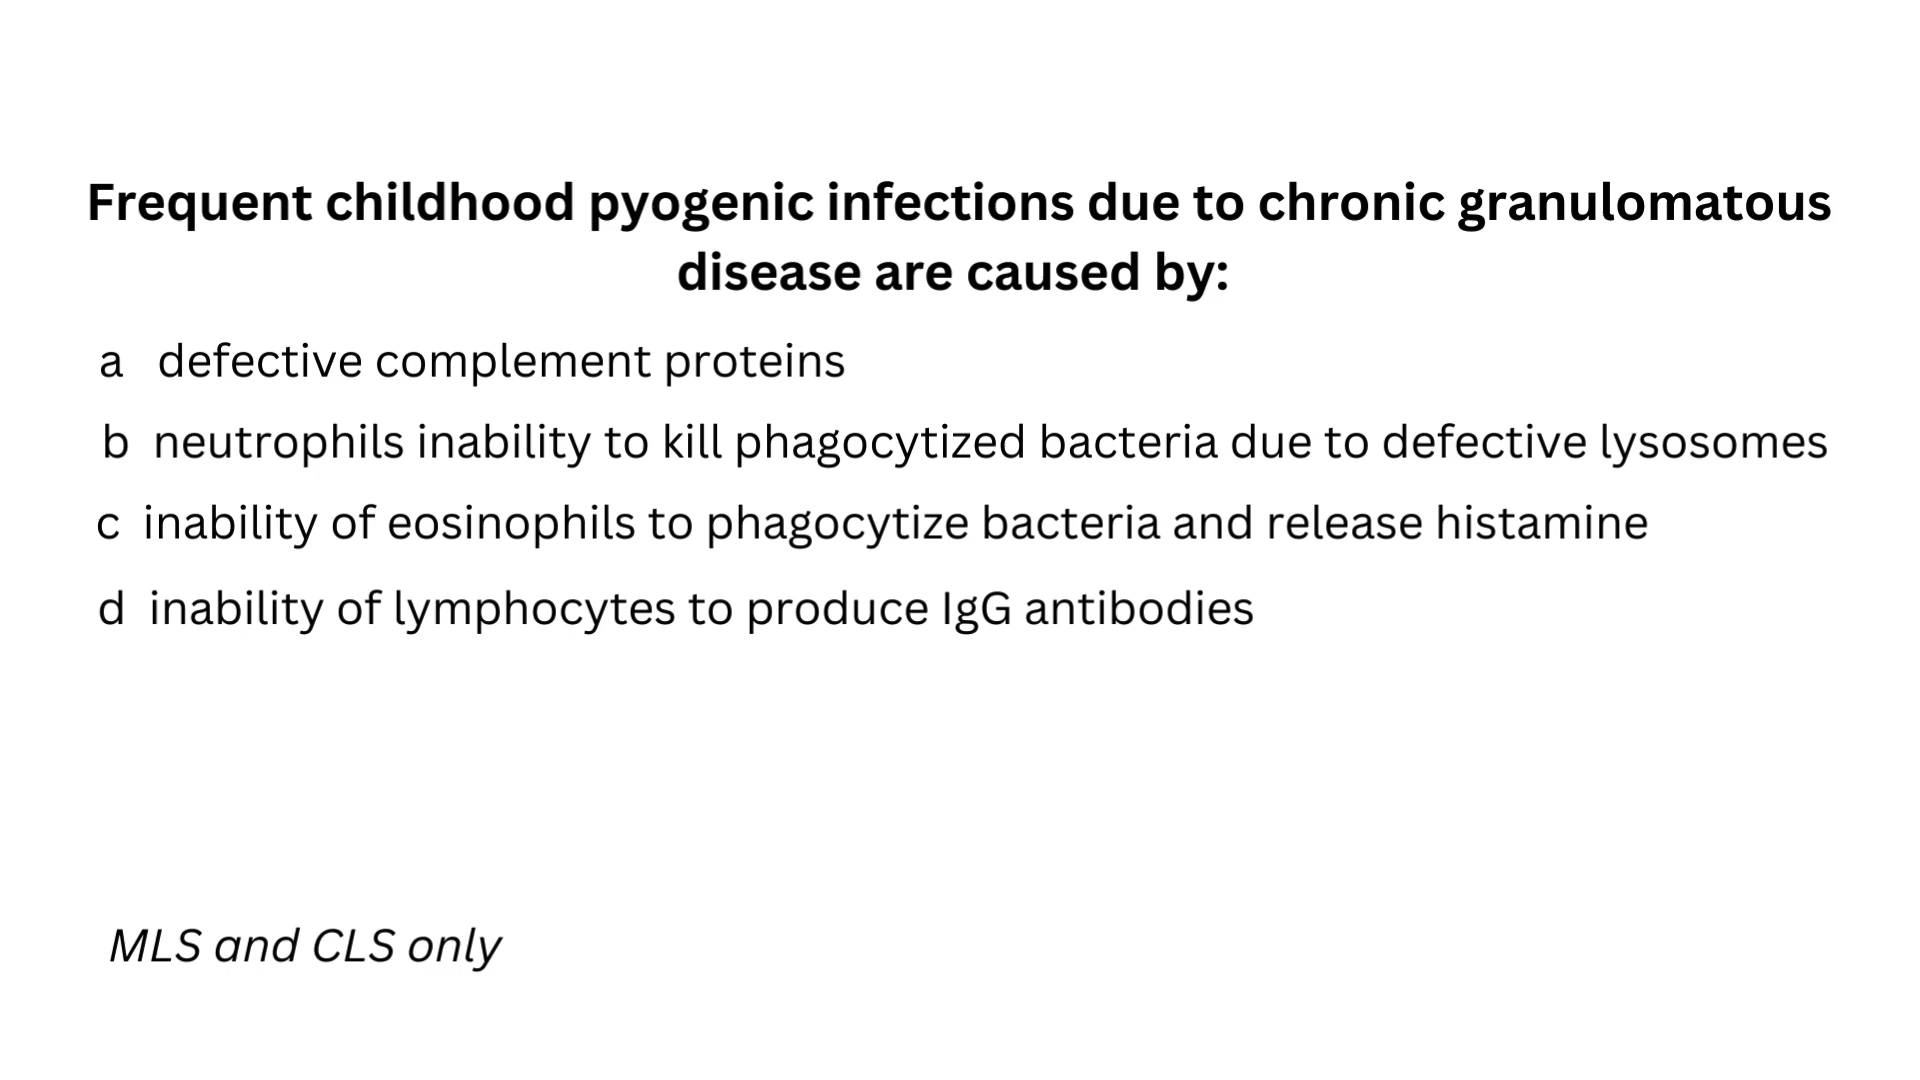 Frequent childhood pyogenic infections due to chronic granulomatous
disease are caused by:
a defective complement proteins
b neutrophils inability to kill phagocytized bacteria due to defective lysosomes
c inability of eosinophils to phagocytize bacteria and release histamine
d inability of lymphocytes to produce IgG antibodies
MLS and CLS only